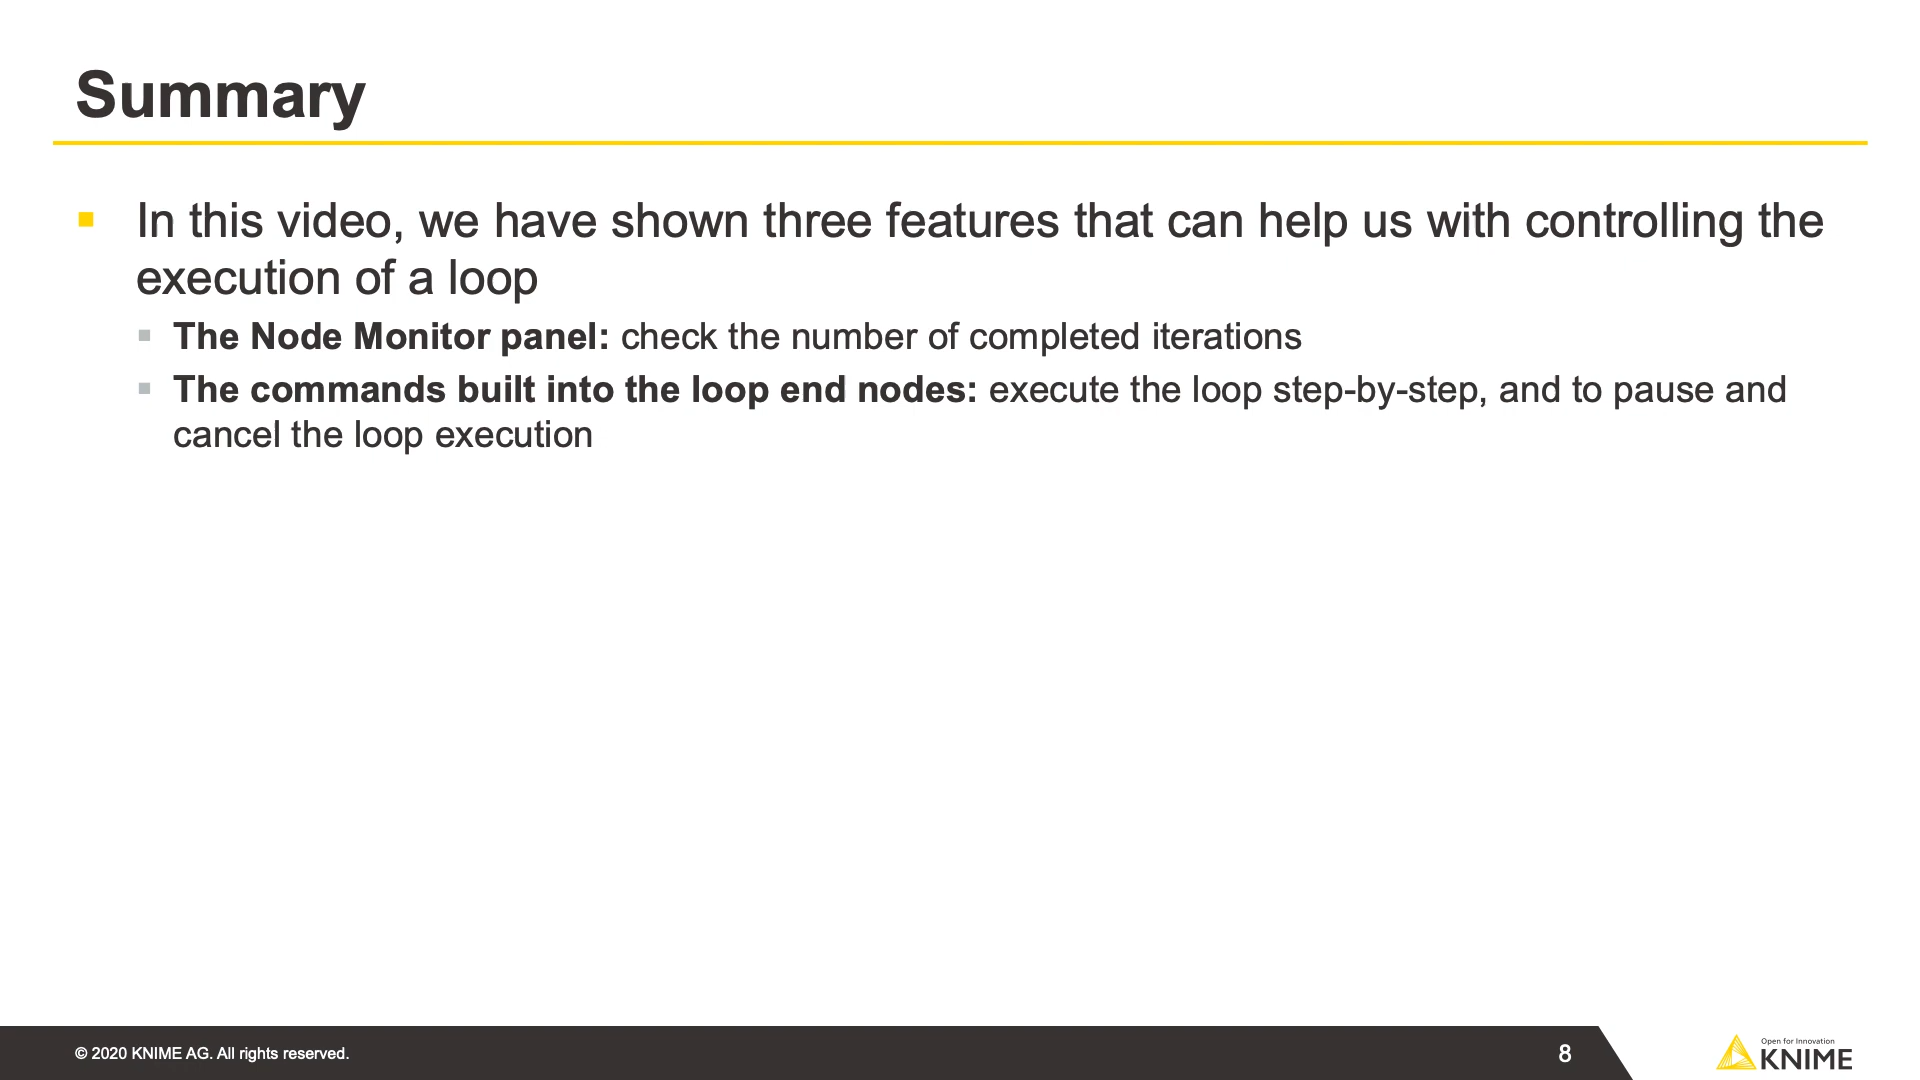 Summary
In this video, we have shown three features that can help us with controlling the
execution of a loop
The Node Monitor panel: check the number of completed iterations
The commands built into the loop end nodes: execute the loop step-by-step, and to pause and
cancel the loop execution
© 2020 KNIME AG. All rights reserved.
8
Open for Innovation
KNIME